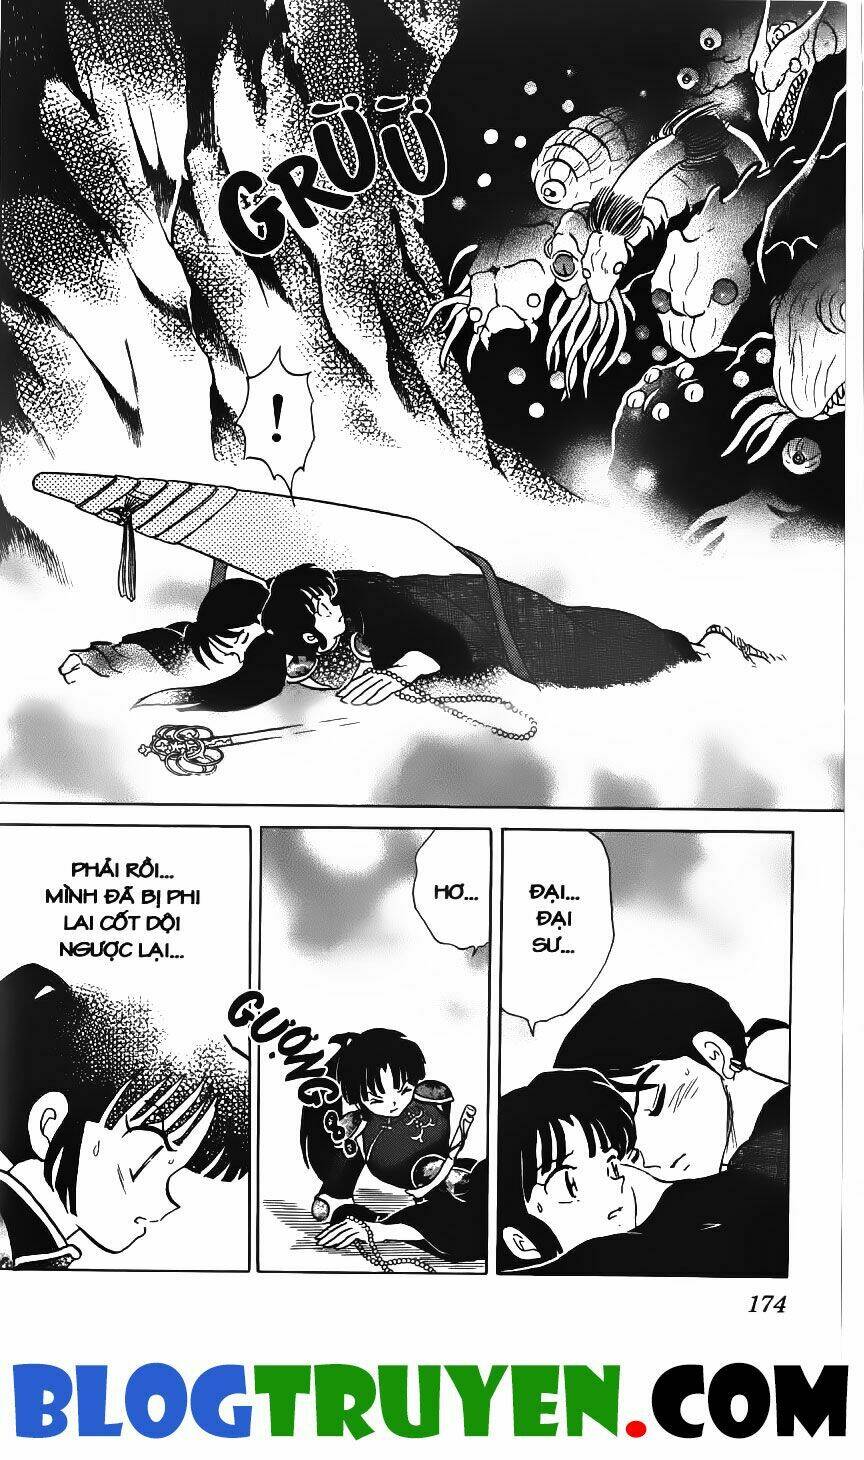 GRỪỪ
!
ĐẠI...
ĐẠI
SƯ...
HƠ...
GƯỢNG...
PHẢI RỒI...
MÌNH ĐÃ BỊ PHI
LAI CỐT DỘI
NGƯỢC LẠI...
174
BLOGTRUYEN.COM